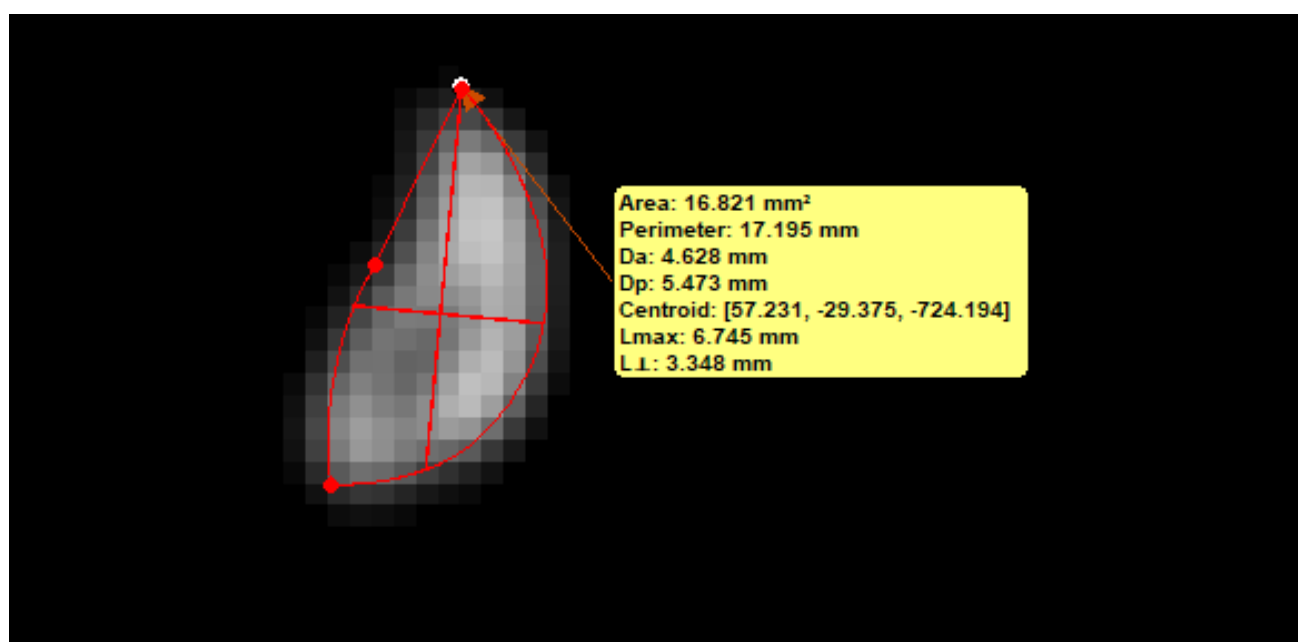 Area: 16.821 mm²
Perimeter: 17.195 mm
Da: 4.628 mm
Dp: 5.473 mm
Centroid: [57.231, -29.375, -724.194]
Lmax: 6.745 mm
L⊥: 3.348 mm